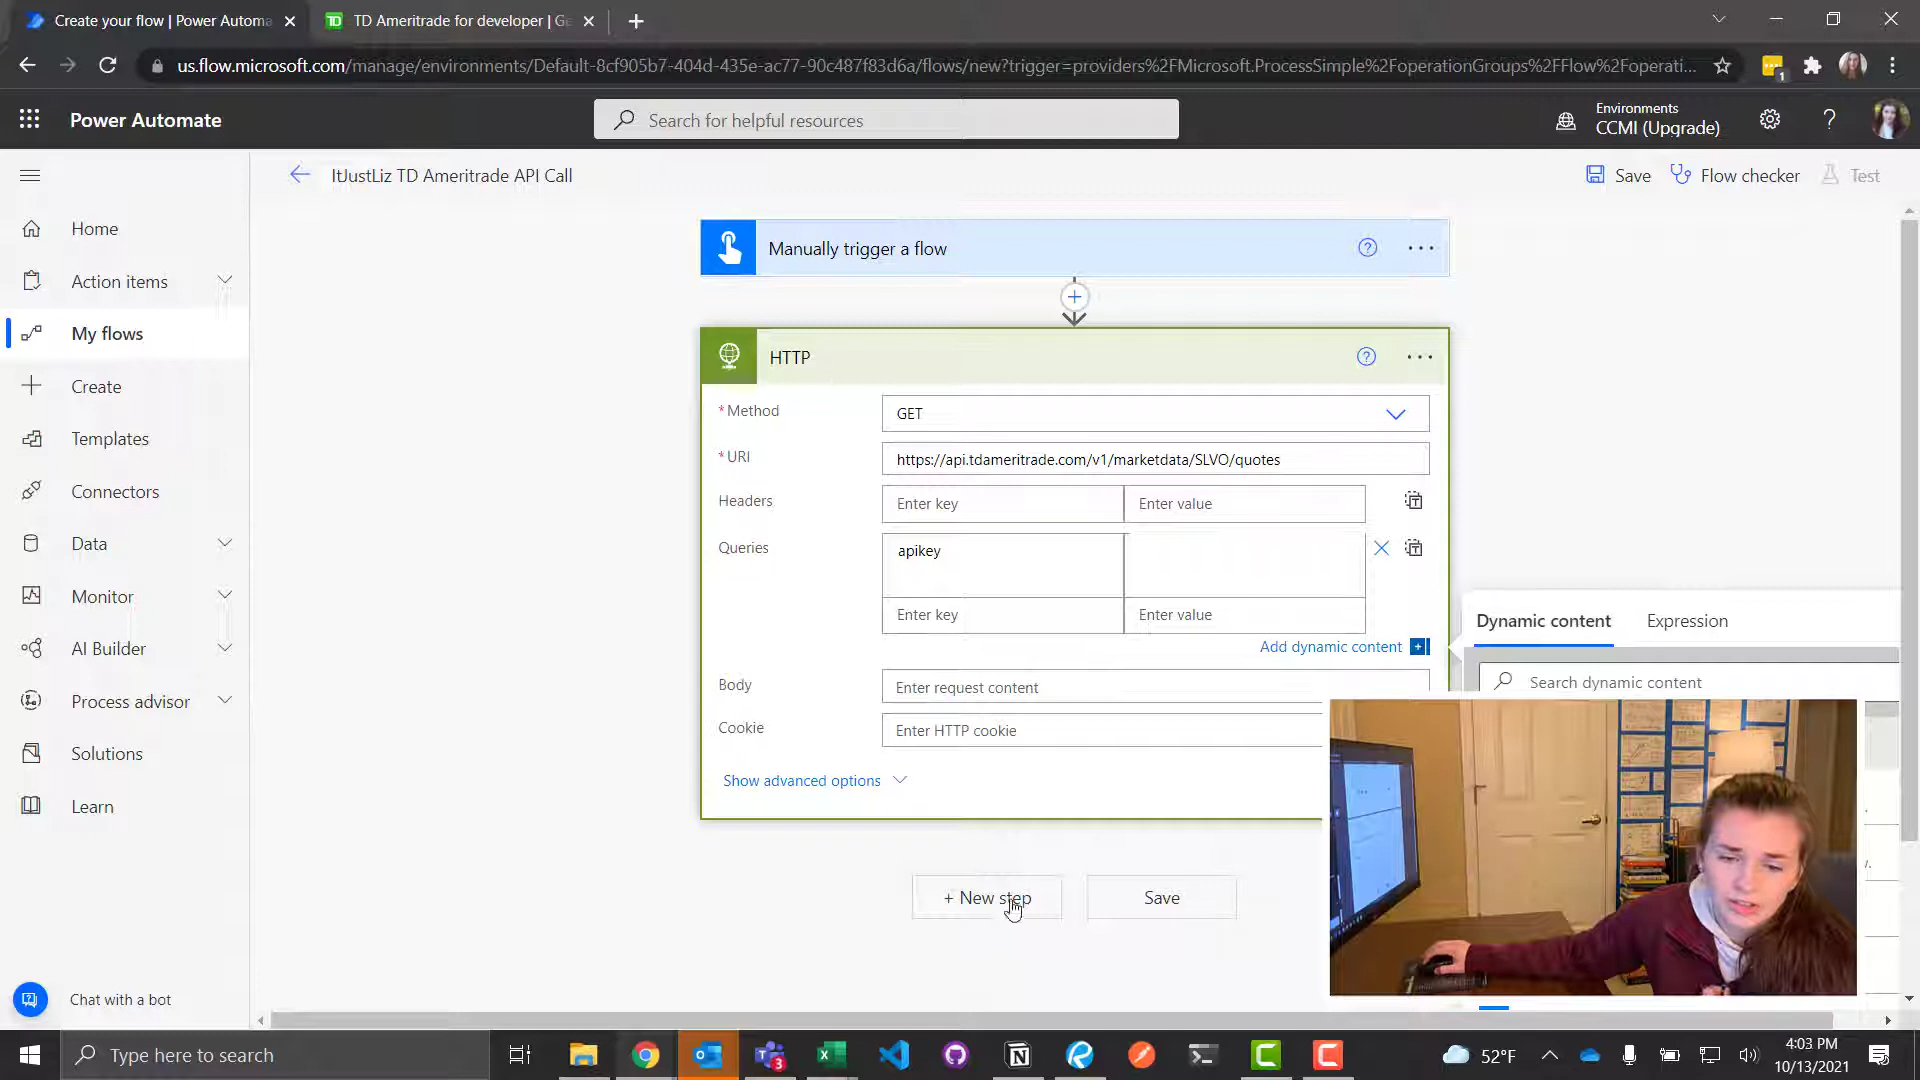 Create your flow | Power Automa
TD Ameritrade for developer | Ge
us.flow.microsoft.com/manage/environments/Default-8cf905b7-404d-435e-ac77-90c487f83d6a/flows/new?trigger=providers%2FMicrosoft.ProcessSimple%2FoperationGroups%2FFlow%2Foperati...
1
Power Automate
Search for helpful resources
Environments
CCMI (Upgrade)
ItJustLiz TD Ameritrade API Call
Save
Flow checker
Test
Home
Action items
My flows
Create
Templates
Connectors
Data
Monitor
AI Builder
Process advisor
Solutions
Learn
Chat with a bot
Manually trigger a flow
HTTP
* Method
GET
* URI
https://api.tdameritrade.com/v1/marketdata/SLVO/quotes
Headers
Enter key
Enter value
Queries
apikey
Enter key
Enter value
Add dynamic content
Body
Enter request content
Cookie
Enter HTTP cookie
Show advanced options
+ New step
Save
Dynamic content
Expression
Search dynamic content
Type here to search
3
52°F
4:03 PM
10/13/2021